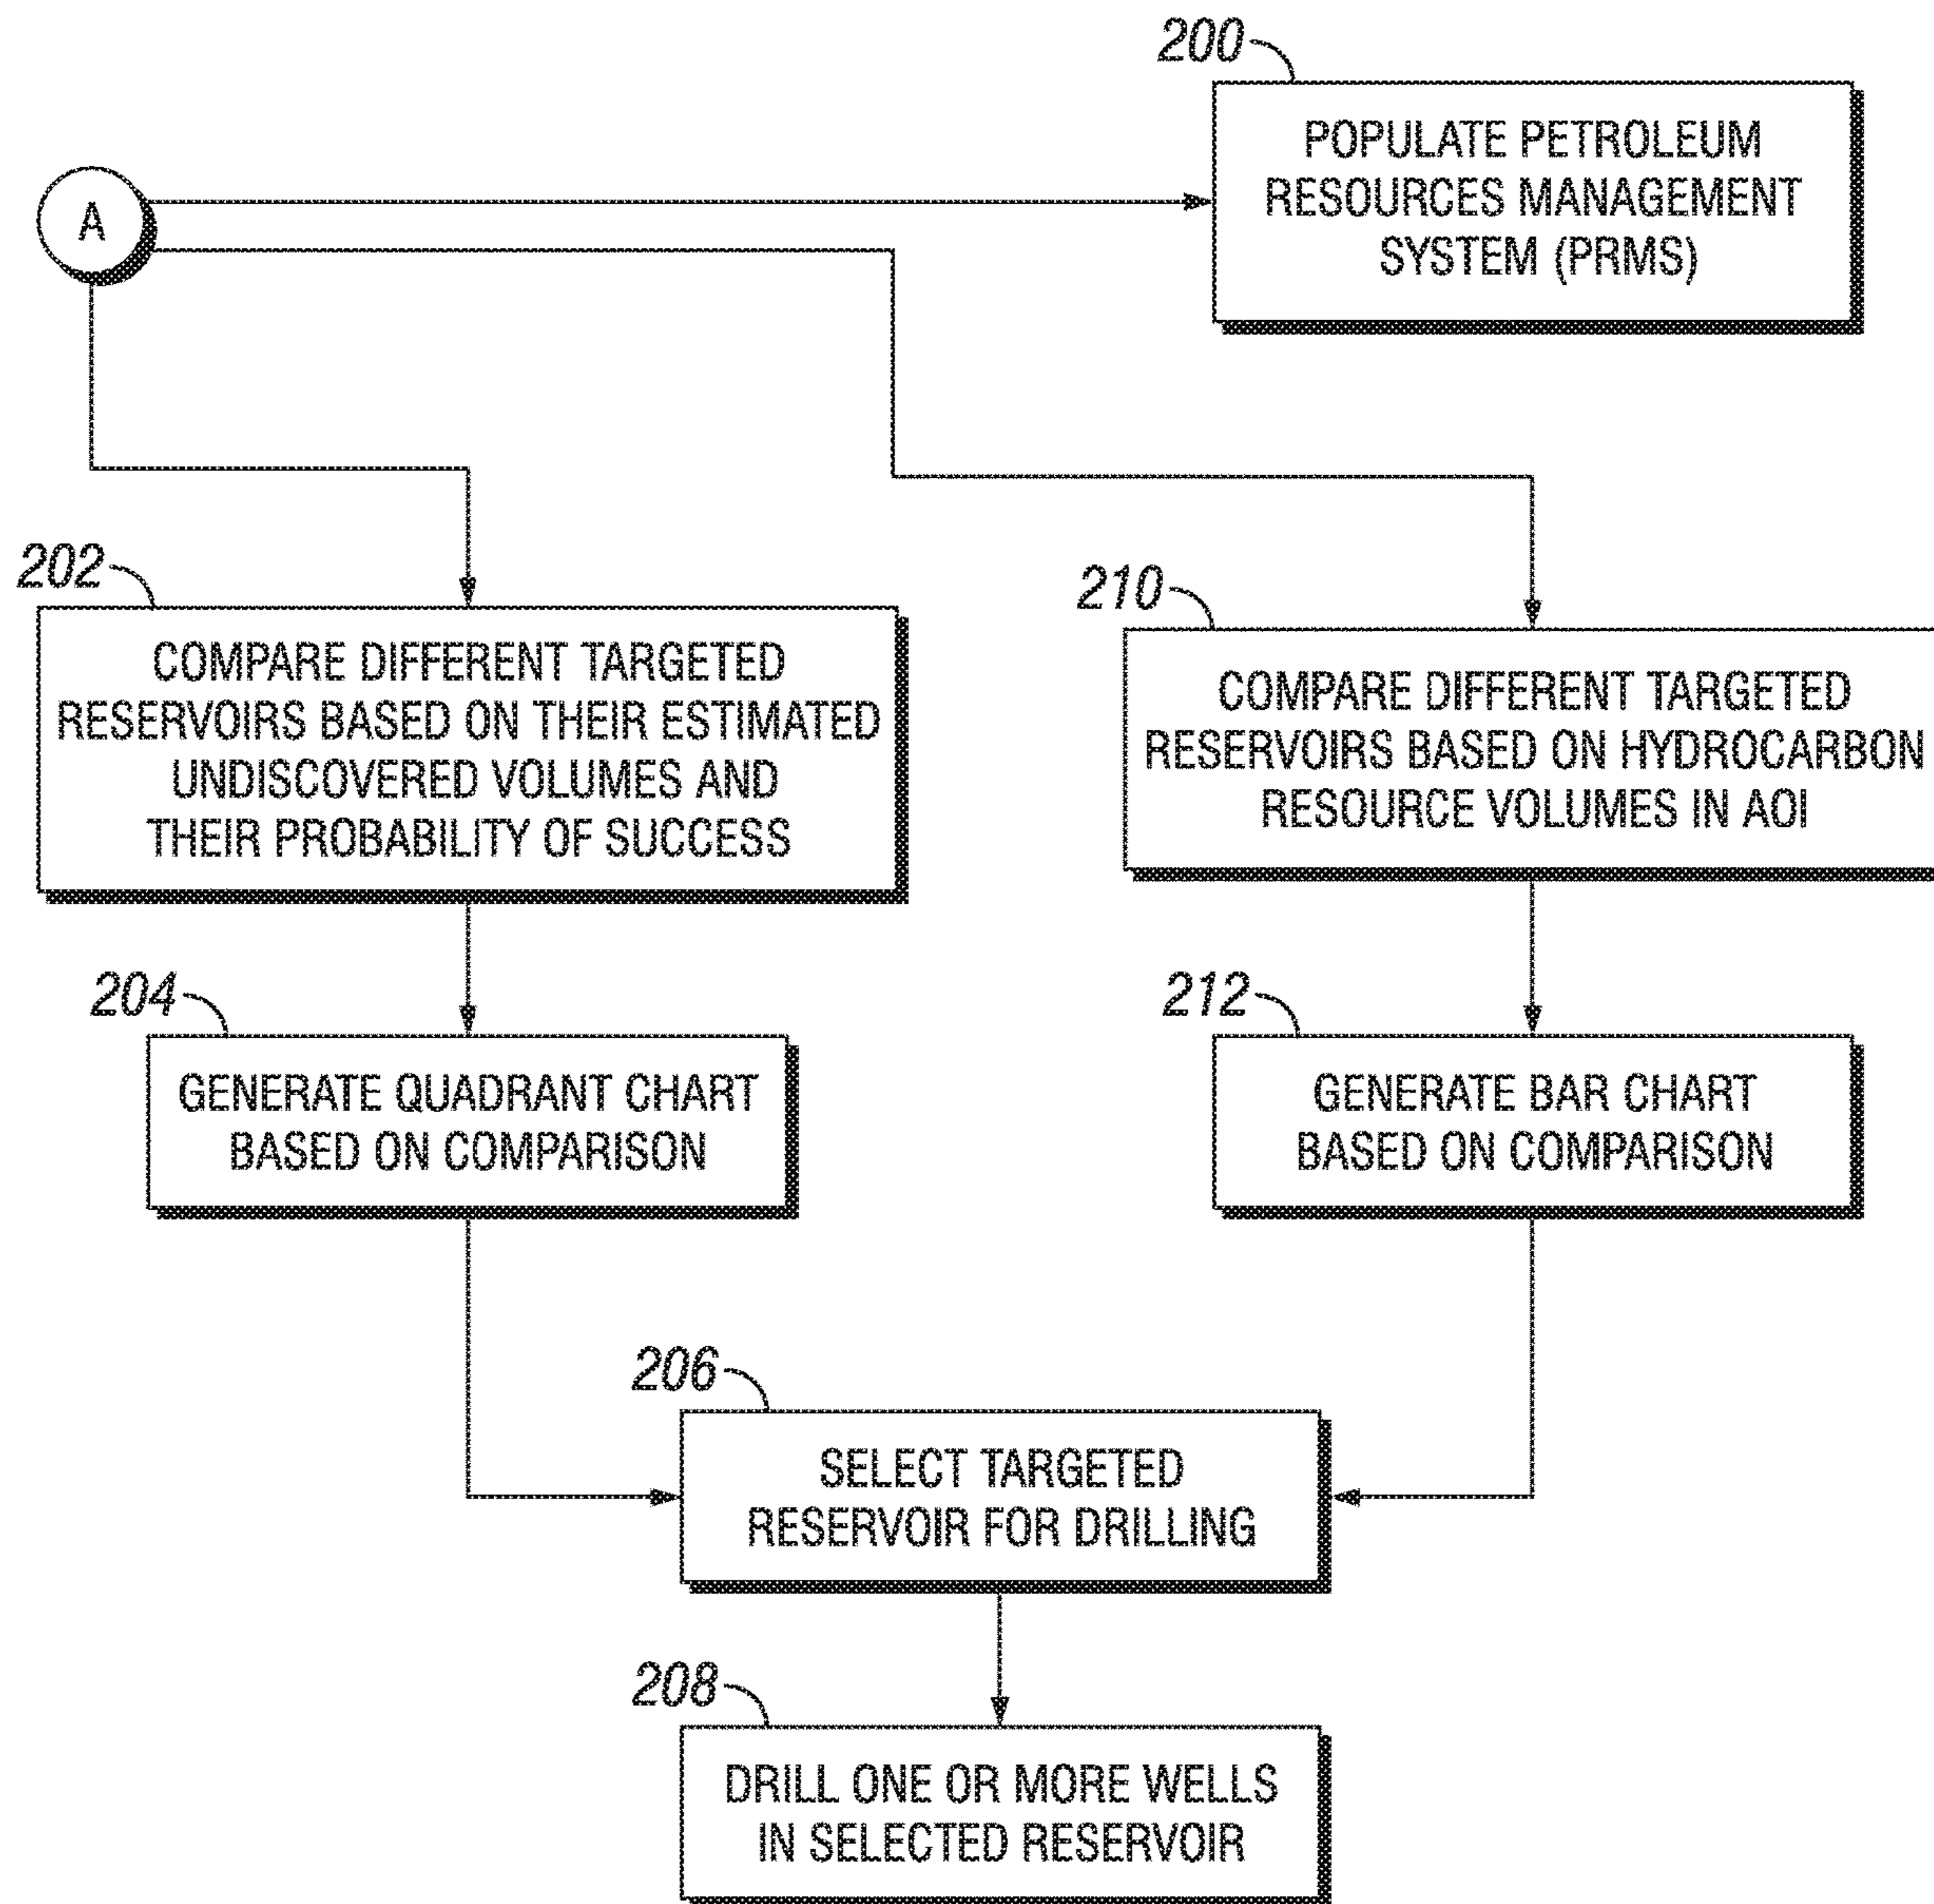 200
POPULATE PETROLEUM
RESOURCES MANAGEMENT
SYSTEM (PRMS)
A
202
COMPARE DIFFERENT TARGETED
RESERVOIRS BASED ON THEIR ESTIMATED
UNDISCOVERED VOLUMES AND
THEIR PROBABILITY OF SUCCESS
210
COMPARE DIFFERENT TARGETED
RESERVOIRS BASED ON HYDROCARBON
RESOURCE VOLUMES IN AOI
204
GENERATE QUADRANT CHART
BASED ON COMPARISON
212
GENERATE BAR CHART
BASED ON COMPARISON
206
SELECT TARGETED
RESERVOIR FOR DRILLING
208
DRILL ONE OR MORE WELLS
IN SELECTED RESERVOIR